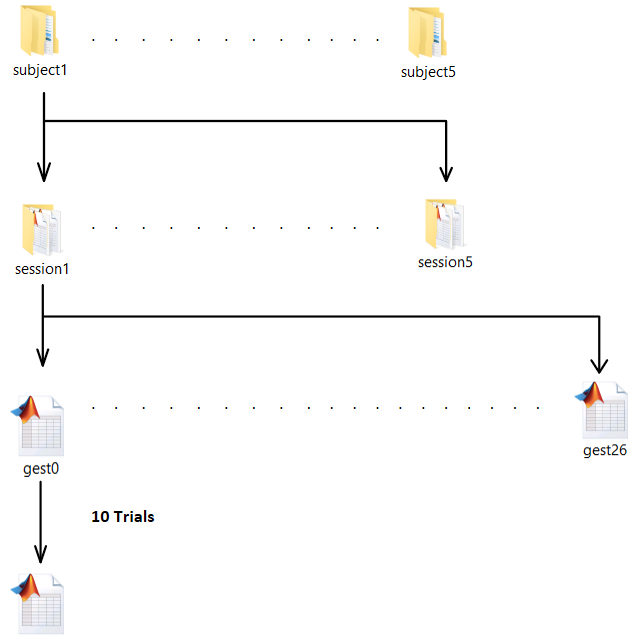 subject1
subject5
session1
session5
gest0
gest26
10 Trials